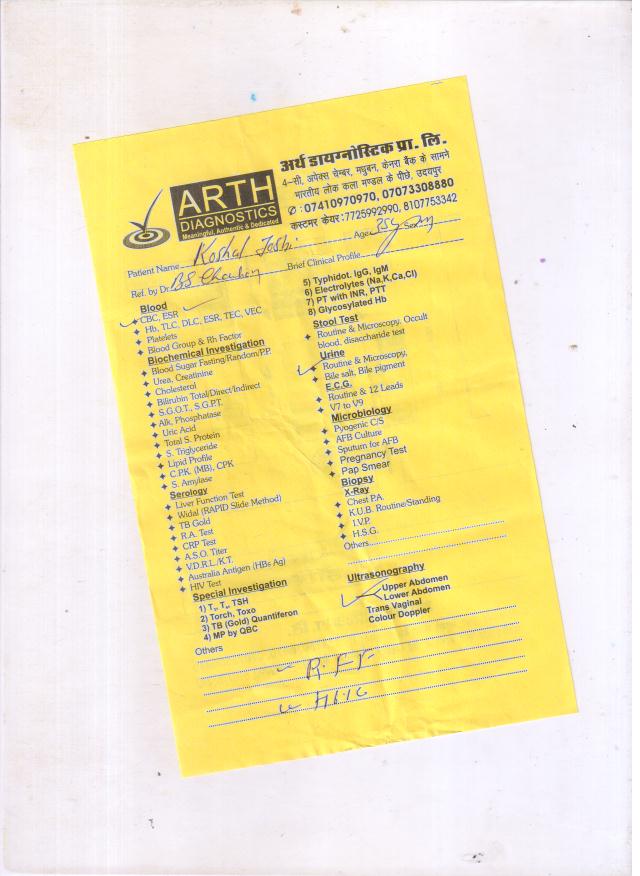 अर्थ डायग्नोस्टिक प्रा. लि.
4-सी, अपेक्स चेम्बर, मधुबन, केनरा बैंक के सामने
भारतीय लोक कला मण्डल के पीछे, उदयपुर
✆ : 07410970970, 07073308880
कस्टमर केयर:7725992990, 8107753342
ARTH
DIAGNOSTICS
Meaningful, Authentic & Dedicated
Patient Name Koshal Joshi Age 35y Sex
Ref. by Dr. BS Chauhan Brief Clinical Profile
Blood
CBC, ESR
Hb, TLC, DLC, ESR, TEC, VEC
Platelets
Blood Group & Rh Factor
Biochemical Investigation
Blood Sugar Fasting/Random/P.P.
Urea, Creatinine
Cholesterol
Bilirubin Total/Direct/Indirect
S.G.O.T., S.G.P.T.
Alk, Phosphatase
Uric Acid
Total S. Protein
S. Triglyceride
Lipid Profile
C.P.K. (MB), CPK
S. Amylase
Serology
Liver Function Test
Widal (RAPID Slide Method)
TB Gold
R.A. Test
CRP Test
A.S.O. Titer
V.D.R.L./K.T.
Australia Antigen (HBs Ag)
HIV Test
Special Investigation
1) T₃, T₄, TSH
2) Torch, Toxo
3) TB (Gold) Quantiferon
4) MP by QBC
5) Typhidot. IgG, IgM
6) Electrolytes (Na,K,Ca,Cl)
7) PT with INR, PTT
8) Glycosylated Hb
Stool Test
Routine & Microscopy, Occult
blood, disaccharide test
Urine
Routine & Microscopy,
Bile salt, Bile pigment
E.C.G.
Routine & 12 Leads
V7 to V9
Microbiology
Pyogenic C/S
AFB Culture
Sputum for AFB
Pregnancy Test
Pap Smear
Biopsy
X-Ray
Chest P.A.
K.U.B. Routine/Standing
I.V.P.
H.S.G.
Others
Ultrasonography
Upper Abdomen
Lower Abdomen
Trans Vaginal
Colour Doppler
Others